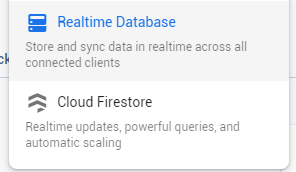 Realtime Database
Store and sync data in realtime across all
connected clients
ck
Cloud Firestore
Realtime updates, powerful queries, and
automatic scaling